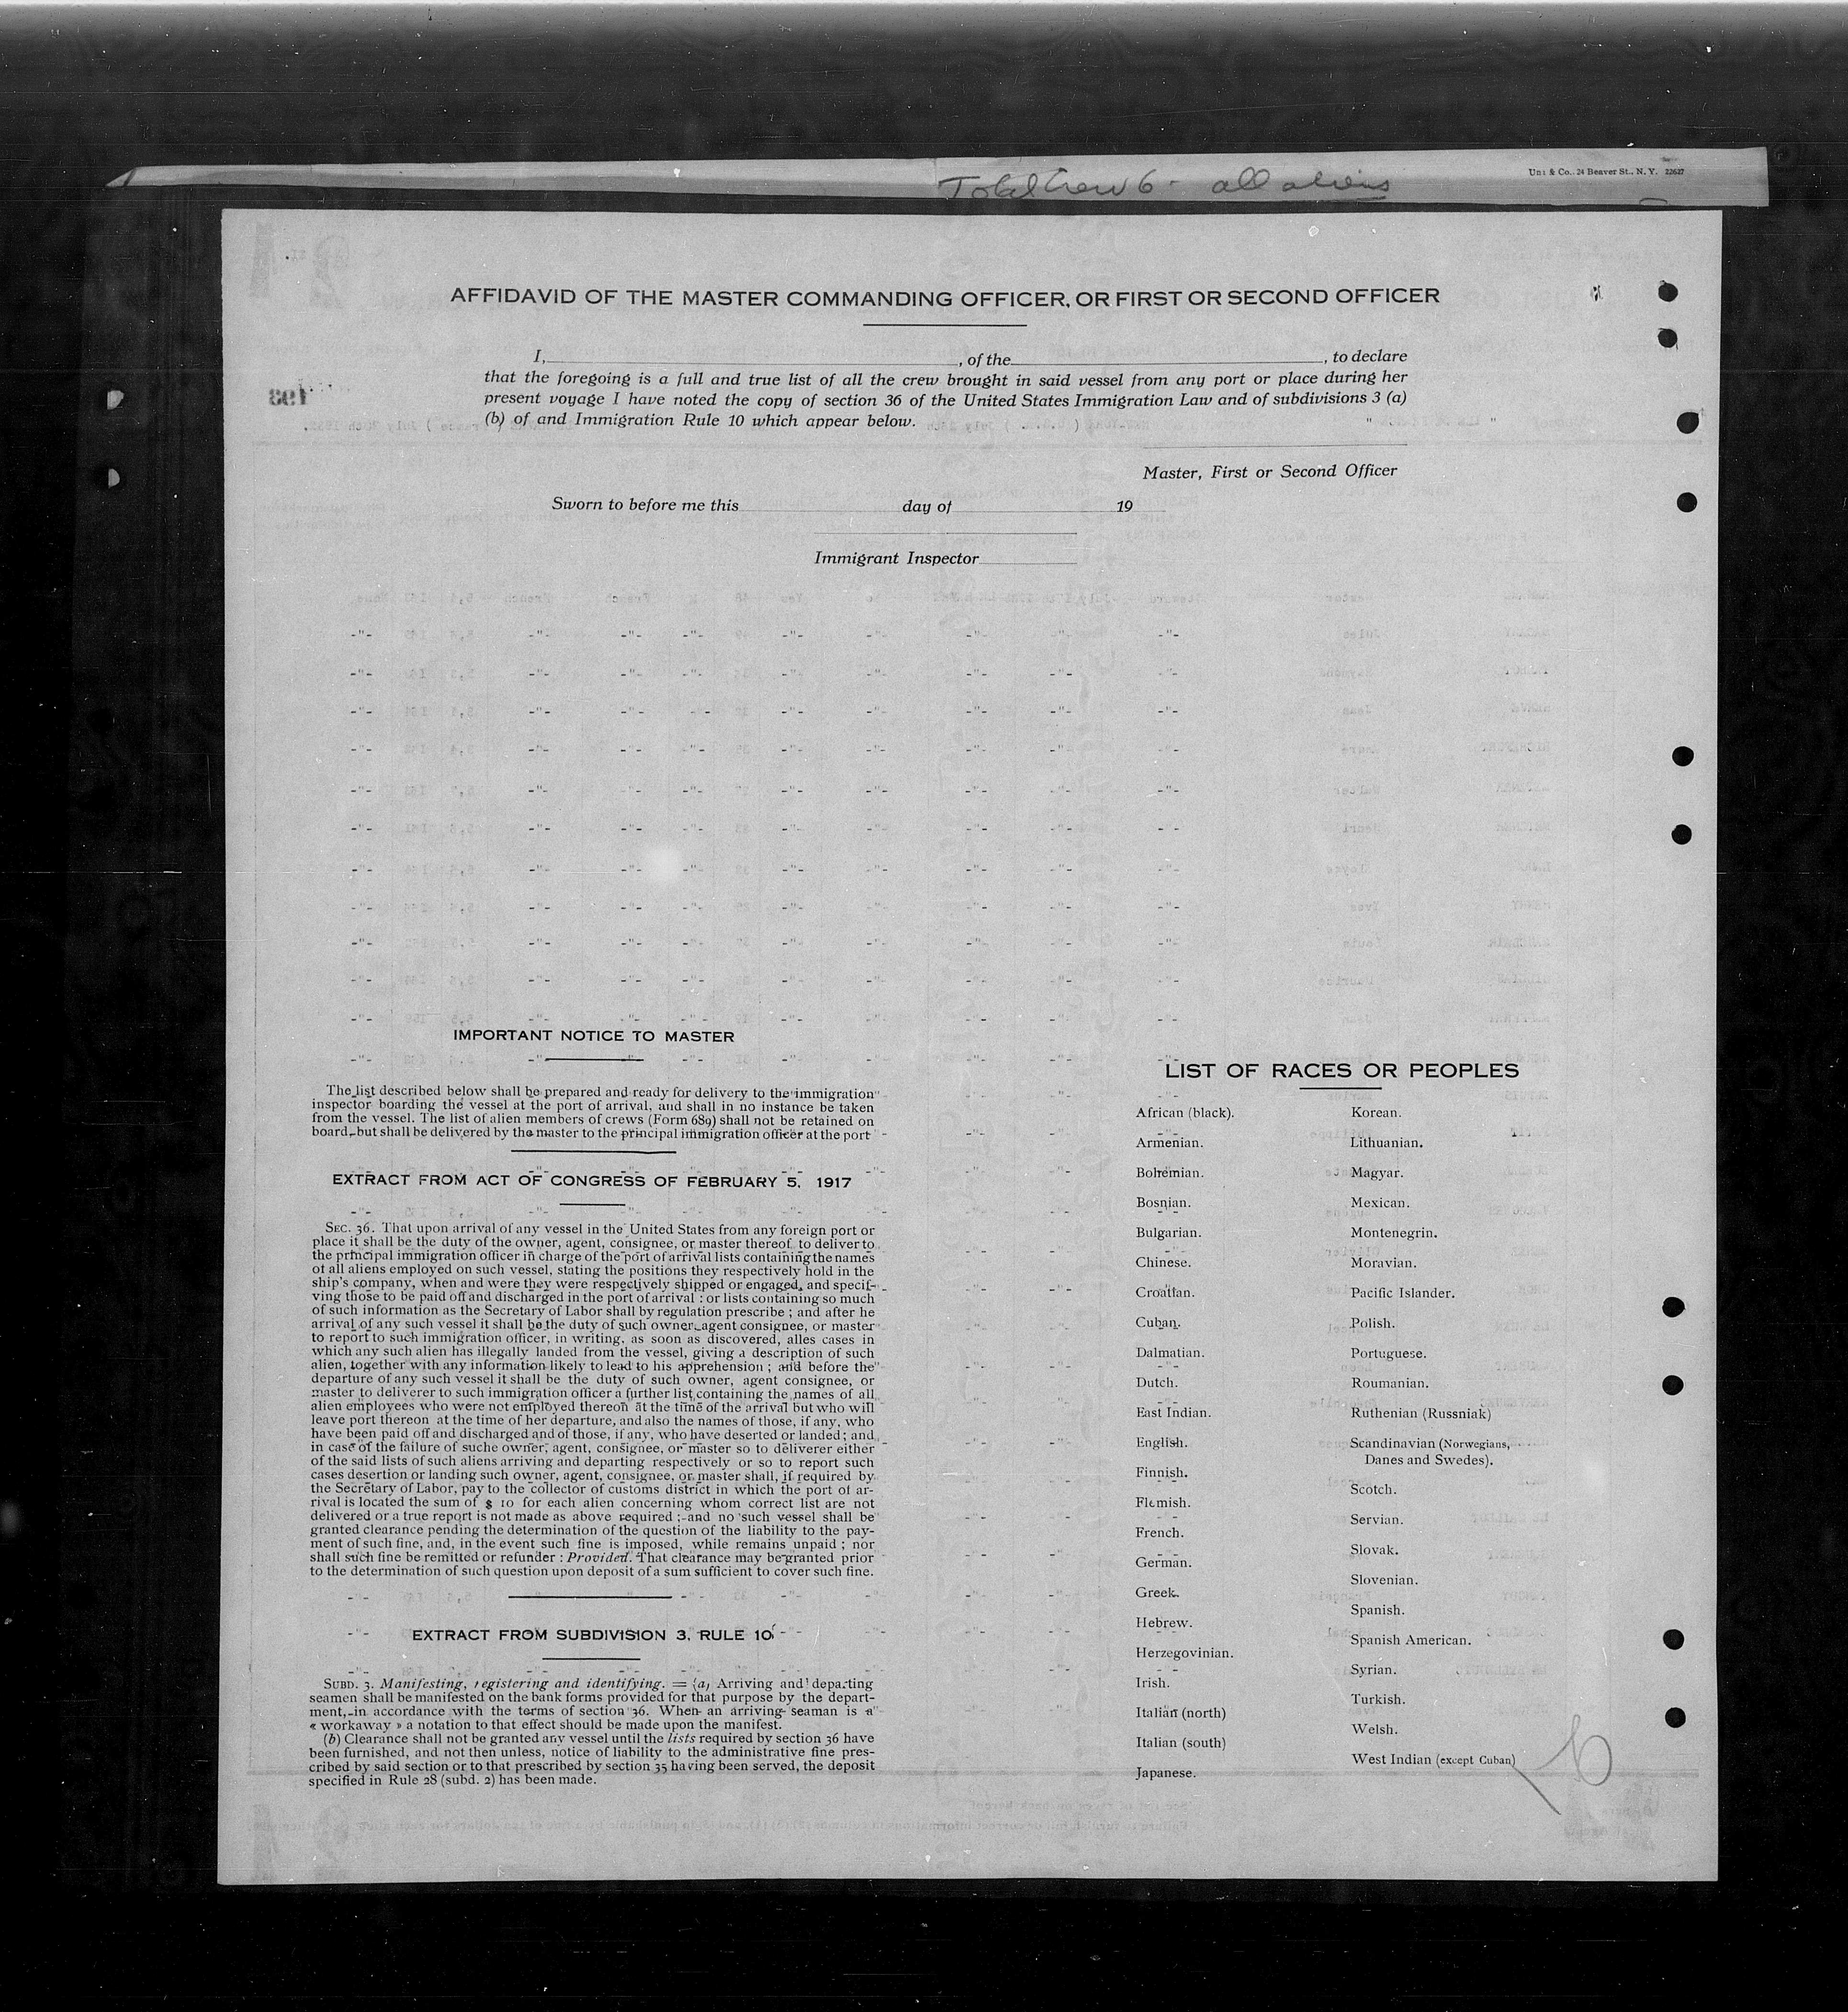 Total Crew 6 - all aliens
& Co., 24 Beaver St., N. Y. 22627
AFFIDAVID OF THE MASTER COMMANDING OFFICER, OR FIRST OR SECOND OFFICER
I, , of the , to declare
that the foregoing is a full and true list of all the crew brought in said vessel from any port or place during her
present voyage I have noted the copy of section 36 of the United States Immigration Law and of subdivisions 3 (a)
(b) of and Immigration Rule 10 which appear below.
Master, First or Second Officer
Sworn to before me this day of 19
Immigrant Inspector
IMPORTANT NOTICE TO MASTER
The list described below shall be prepared and ready for delivery to the immigration
inspector boarding the vessel at the port of arrival, and shall in no instance be taken
from the vessel. The list of alien members of crews (Form 689) shall not be retained on
board, but shall be delivered by the master to the principal immigration officer at the port
EXTRACT FROM ACT OF CONGRESS OF FEBRUARY 5, 1917
SEC. 36. That upon arrival of any vessel in the United States from any foreign port or
place it shall be the duty of the owner, agent, consignee, or master thereof to deliver to
the principal immigration officer in charge of the port of arrival lists containing the names
of all aliens employed on such vessel, stating the positions they respectively hold in the
ship's company, when and were they were respectively shipped or engaged, and specif-
ving those to be paid off and discharged in the port of arrival : or lists containing so much
of such information as the Secretary of Labor shall by regulation prescribe ; and after he
arrival of any such vessel it shall be the duty of such owner agent consignee, or master
to report to such immigration officer, in writing, as soon as discovered, alles cases in
which any such alien has illegally landed from the vessel, giving a description of such
alien, together with any information likely to lead to his apprehension ; and before the
departure of any such vessel it shall be the duty of such owner, agent consignee, or
master to deliverer to such immigration officer a further list containing the names of all
alien employees who were not employed thereon at the time of the arrival but who will
leave port thereon at the time of her departure, and also the names of those, if any, who
have been paid off and discharged and of those, if any, who have deserted or landed ; and
in case of the failure of suche owner, agent, consignee, or master so to deliverer either
of the said lists of such aliens arriving and departing respectively or so to report such
cases desertion or landing such owner, agent, consignee, or master shall, if required by
the Secretary of Labor, pay to the collector of customs district in which the port of ar-
rival is located the sum of $ 10 for each alien concerning whom correct list are not
delivered or a true report is not made as above required ; and no such vessel shall be
granted clearance pending the determination of the question of the liability to the pay-
ment of such fine, and, in the event such fine is imposed, while remains unpaid ; nor
shall such fine be remitted or refunder : Provided. That clearance may be granted prior
to the determination of such question upon deposit of a sum sufficient to cover such fine.
EXTRACT FROM SUBDIVISION 3, RULE 10
SUBD. 3. Manifesting, registering and identifying. = (a) Arriving and departing
seamen shall be manifested on the bank forms provided for that purpose by the depart-
ment, in accordance with the terms of section 36. When an arriving seaman is a
« workaway » a notation to that effect should be made upon the manifest.
(b) Clearance shall not be granted any vessel until the lists required by section 36 have
been furnished, and not then unless, notice of liability to the administrative fine pres-
cribed by said section or to that prescribed by section 35 having been served, the deposit
specified in Rule 28 (subd. 2) has been made.
LIST OF RACES OR PEOPLES
African (black).
Armenian.
Bohemian.
Bosnian.
Bulgarian.
Chinese.
Croatian.
Cuban.
Dalmatian.
Dutch.
East Indian.
English.
Finnish.
Flemish.
French.
German.
Greek.
Hebrew.
Herzegovinian.
Irish.
Italian (north)
Italian (south)
Japanese.
Korean.
Lithuanian.
Magyar.
Mexican.
Montenegrin.
Moravian.
Pacific Islander.
Polish.
Portuguese.
Roumanian.
Ruthenian (Russniak)
Scandinavian (Norwegians,
Danes and Swedes).
Scotch.
Servian.
Slovak.
Slovenian.
Spanish.
Spanish American.
Syrian.
Turkish.
Welsh.
West Indian (except Cuban)